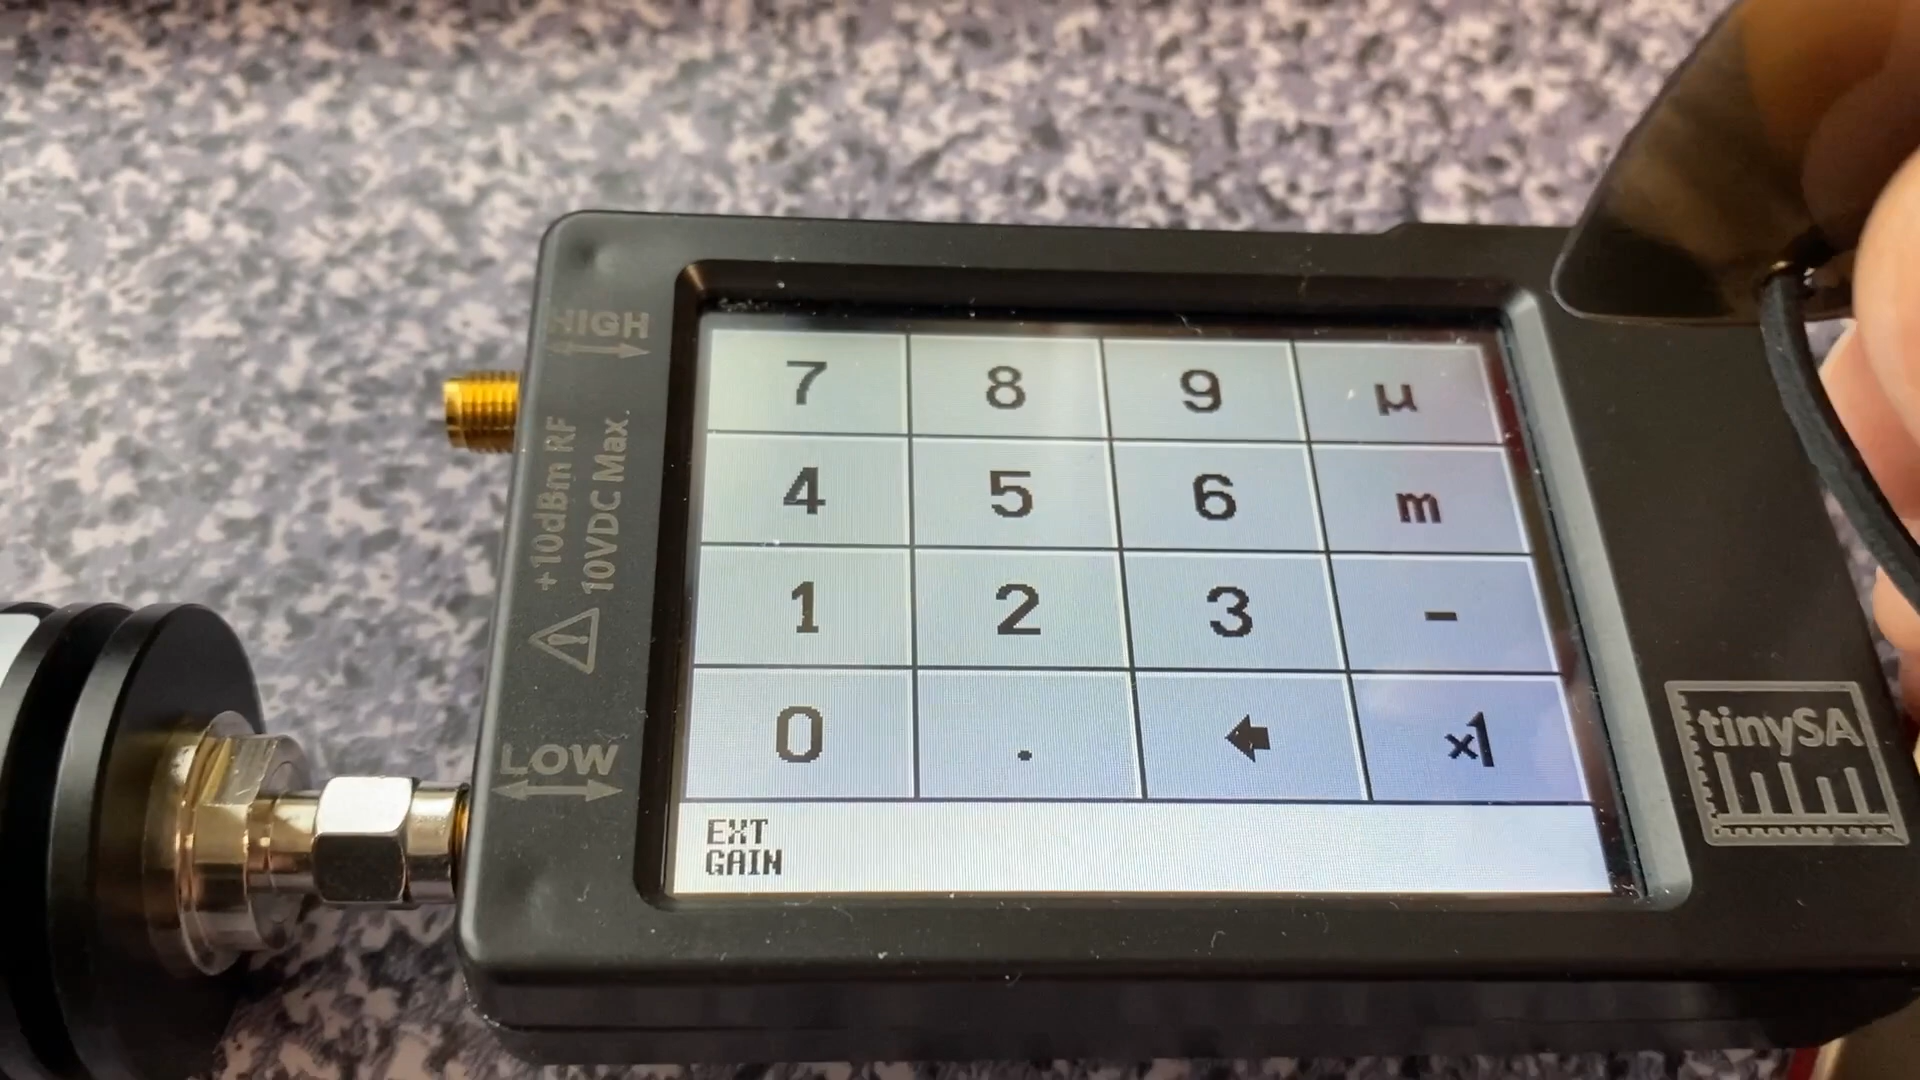 HIGH
+10dBm RF
10VDC Max.
LOW
7 8 9 µ
4 5 6 m
1 2 3 -
0 . x1
EXT
GAIN
tinySA